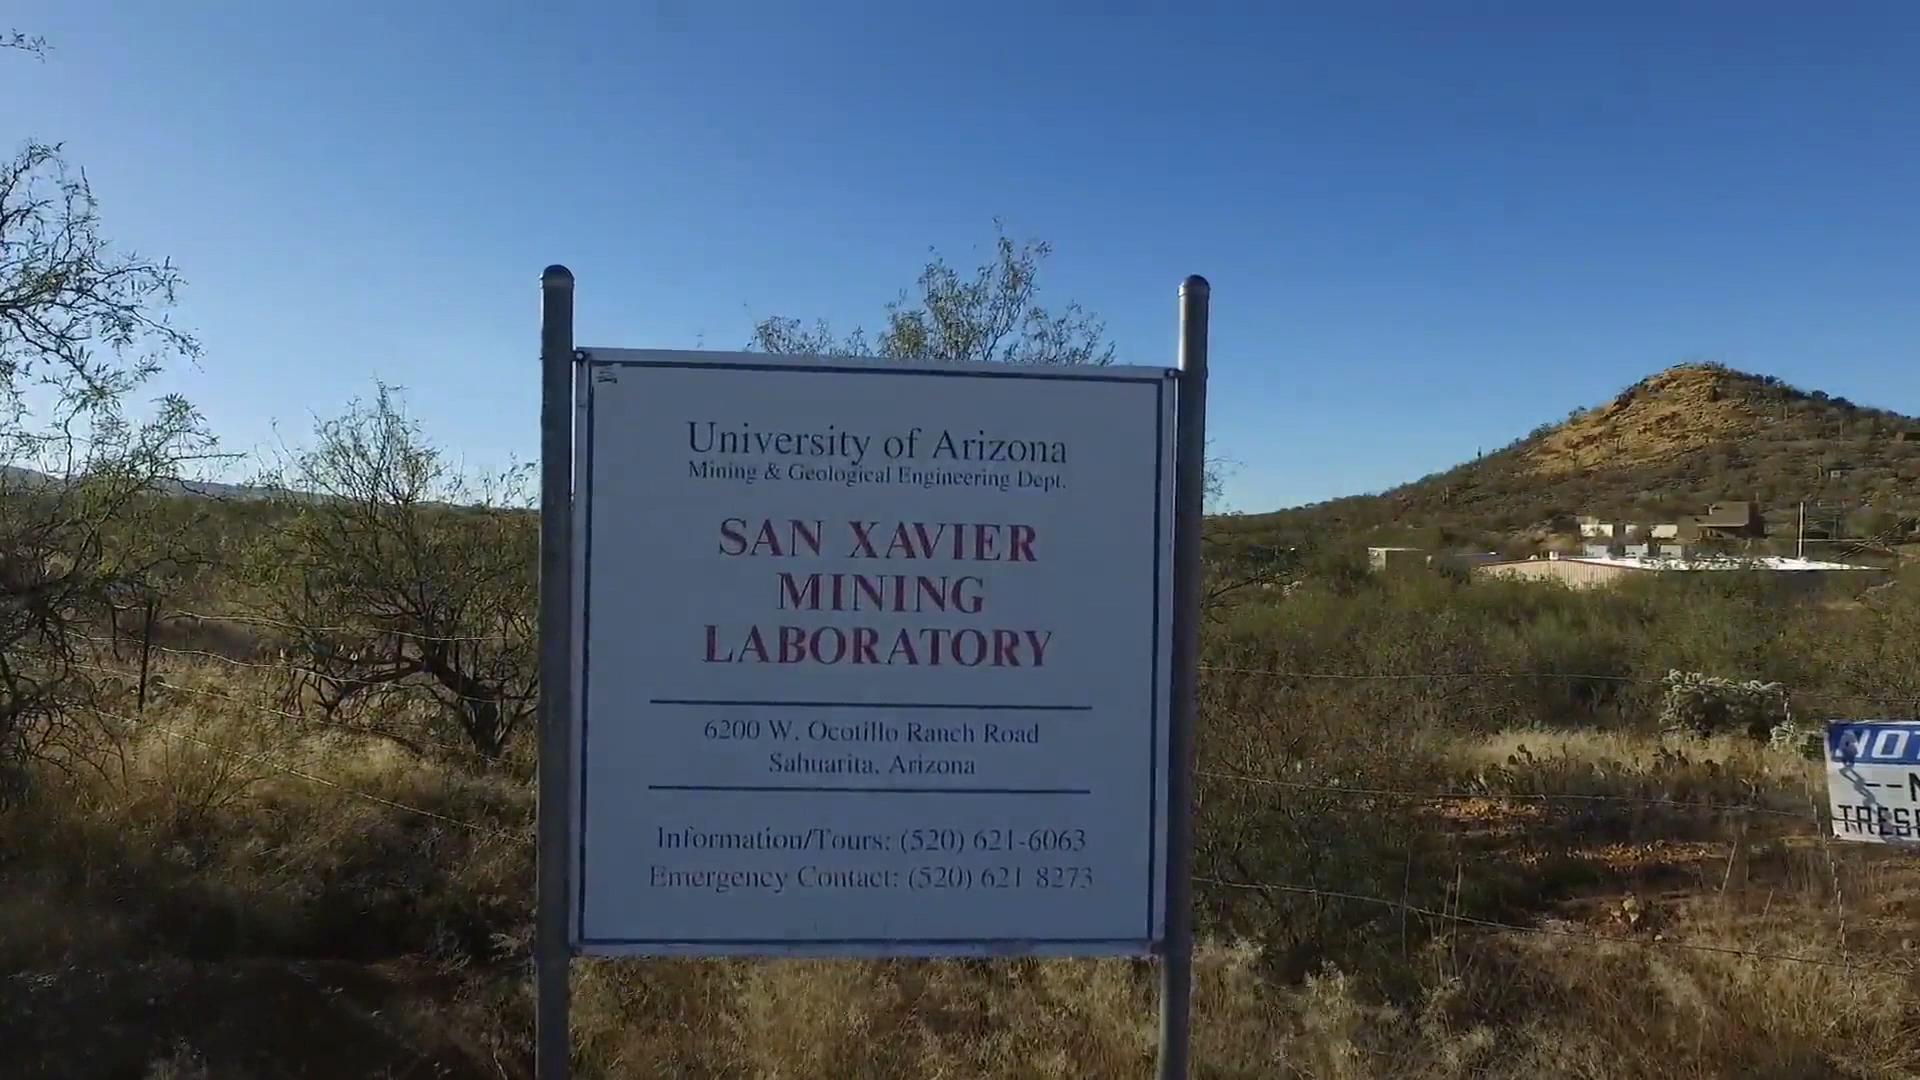 University of Arizona
Mining & Geological Engineering Dept.
SAN XAVIER
MINING
LABORATORY
6200 W. Ocotillo Ranch Road
Sahuarita, Arizona
Information/Tours: (520) 621-6063
Emergency Contact: (520) 621 8273